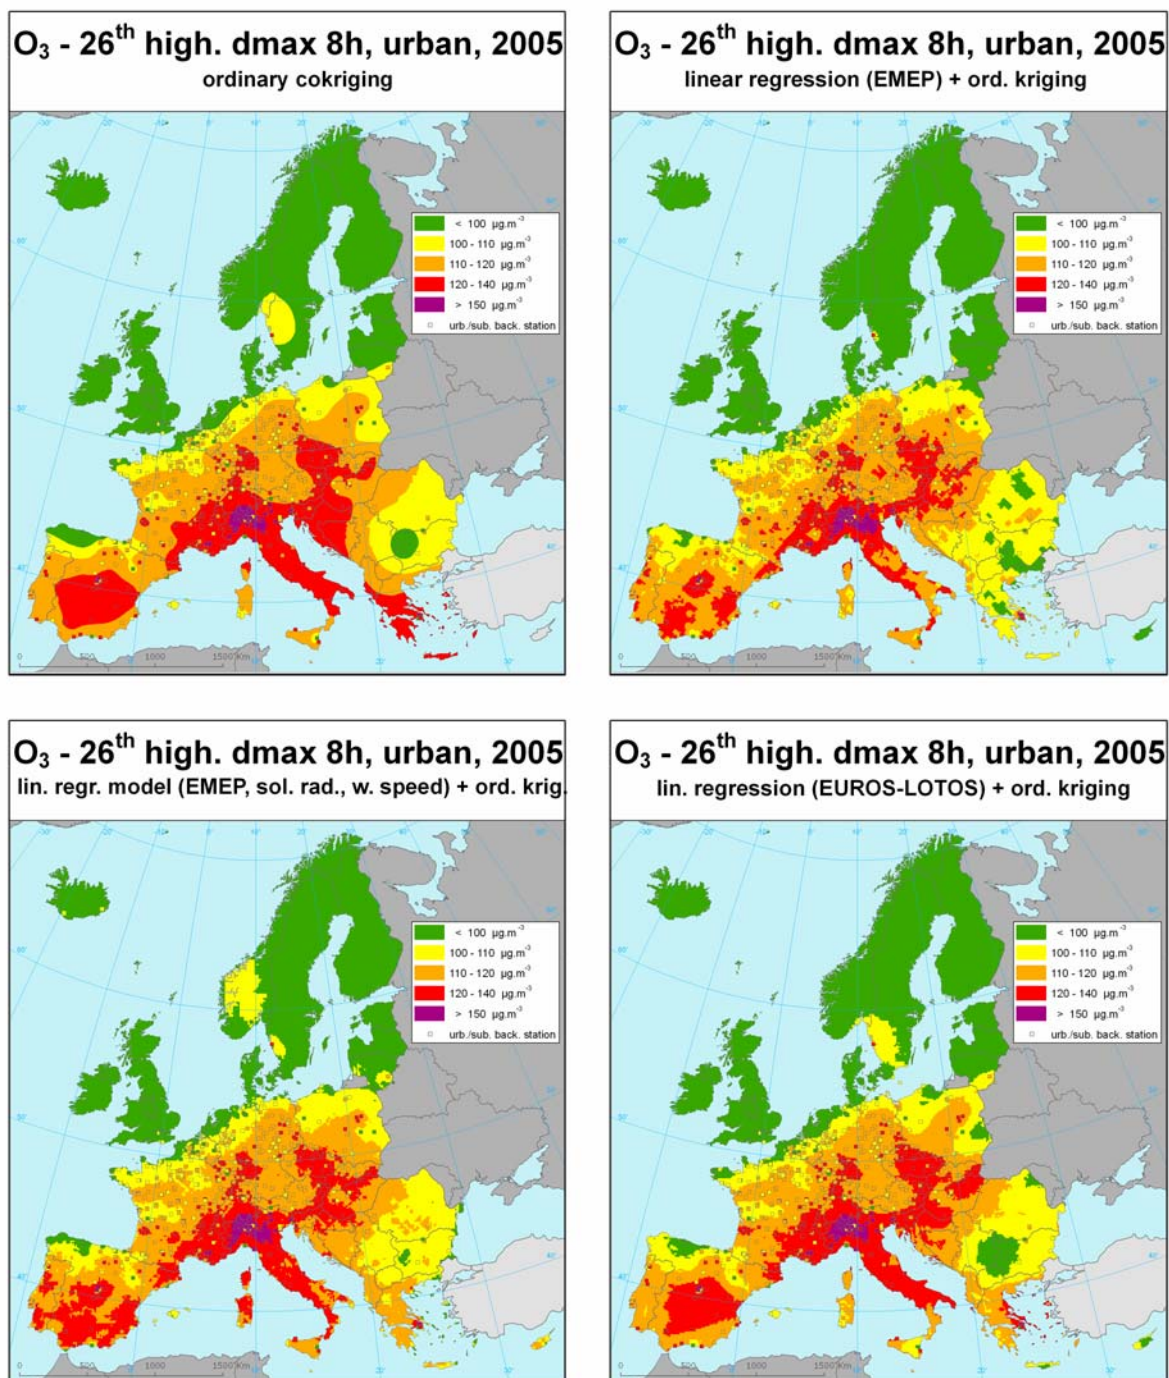 O₃ - 26ᵗʰ high. dmax 8h, urban, 2005
ordinary cokriging
< 100 µg.m⁻³
100 - 110 µg.m⁻³
110 - 120 µg.m⁻³
120 - 140 µg.m⁻³
> 150 µg.m⁻³
urb./sub. back. station
0 500 1000 1500 Km
O₃ - 26ᵗʰ high. dmax 8h, urban, 2005
linear regression (EMEP) + ord. kriging
< 100 µg.m⁻³
100 - 110 µg.m⁻³
110 - 120 µg.m⁻³
120 - 140 µg.m⁻³
> 150 µg.m⁻³
urb./sub. back. station
0 500 1000 1500 Km
O₃ - 26ᵗʰ high. dmax 8h, urban, 2005
lin. regr. model (EMEP, sol. rad., w. speed) + ord. krig.
< 100 µg.m⁻³
100 - 110 µg.m⁻³
110 - 120 µg.m⁻³
120 - 140 µg.m⁻³
> 150 µg.m⁻³
urb./sub. back. station
0 500 1000 1500 Km
O₃ - 26ᵗʰ high. dmax 8h, urban, 2005
lin. regression (EUROS-LOTOS) + ord. kriging
< 100 µg.m⁻³
100 - 110 µg.m⁻³
110 - 120 µg.m⁻³
120 - 140 µg.m⁻³
> 150 µg.m⁻³
urb./sub. back. station
0 500 1000 1500 Km